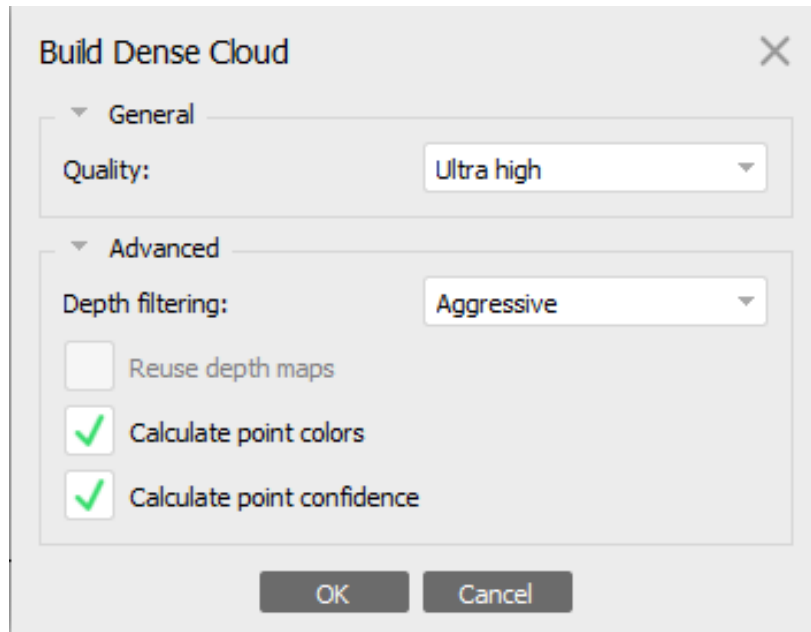 Build Dense Cloud
General
Quality: Ultra high
Advanced
Depth filtering: Aggressive
Reuse depth maps
Calculate point colors
Calculate point confidence
OK Cancel